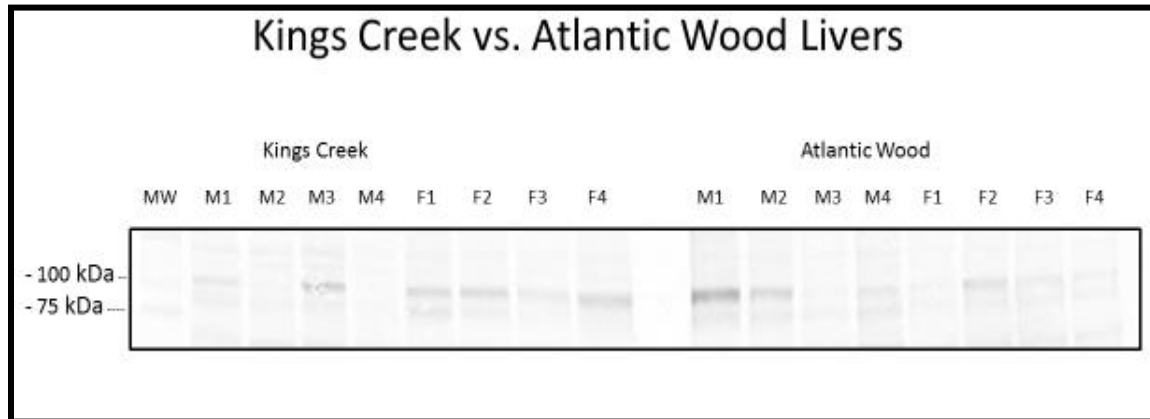 Kings Creek vs. Atlantic Wood Livers
Kings Creek Atlantic Wood
MW M1 M2 M3 M4 F1 F2 F3 F4 M1 M2 M3 M4 F1 F2 F3 F4
- 100 kDa
- 75 kDa